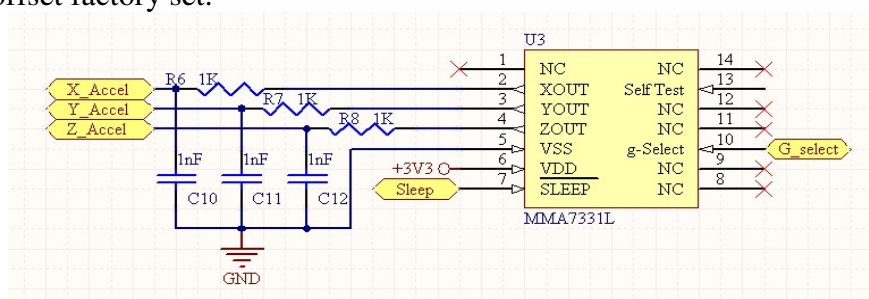 offset factory set.
U3
R6 1K
X_Accel
R7 1K
Y_Accel
R8 1K
Z_Accel
1nF 1nF 1nF
C10 C11 C12
GND
+3V3
Sleep
1 NC NC 14
2 XOUT Self Test 13
3 YOUT NC 12
4 ZOUT NC 11
5 VSS g-Select 10
6 VDD NC 9
7 SLEEP NC 8
G_select
MMA7331L